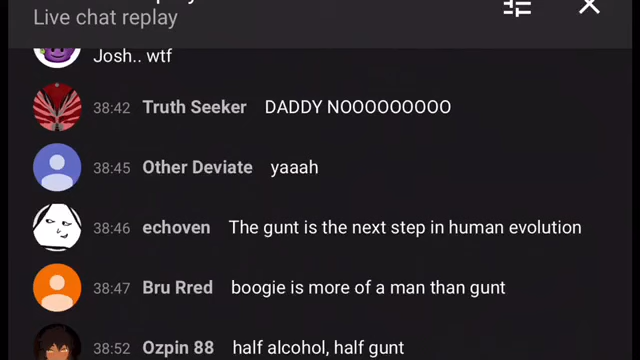 Live chat replay
Josh.. wtf
38:42 Truth Seeker DADDY NOOOOOOOOO
38:45 Other Deviate yaaah
38:46 echoven The gunt is the next step in human evolution
38:47 Bru Rred boogie is more of a man than gunt
38:52 Ozpin 88 half alcohol, half gunt